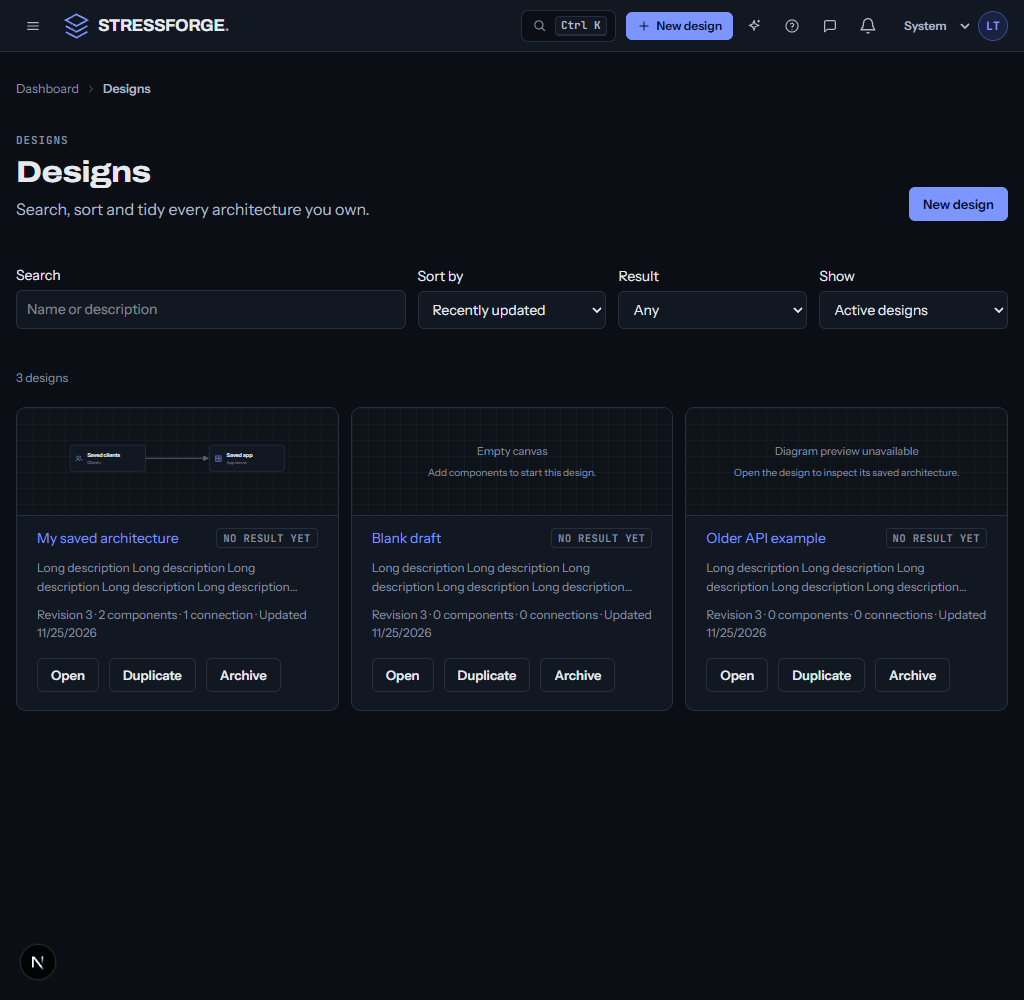 STRESSFORGE.
Ctrl K
+ New design
System
LT
Dashboard > Designs
DESIGNS
Designs
Search, sort and tidy every architecture you own.
New design
Search
Sort by
Result
Show
Name or description
Recently updated
Any
Active designs
3 designs
Saved clients
Clients
Saved app
App server
My saved architecture
NO RESULT YET
Long description Long description Long
description Long description Long description...
Revision 3 · 2 components · 1 connection · Updated
11/25/2026
Open
Duplicate
Archive
Empty canvas
Add components to start this design.
Blank draft
NO RESULT YET
Long description Long description Long
description Long description Long description...
Revision 3 · 0 components · 0 connections · Updated
11/25/2026
Open
Duplicate
Archive
Diagram preview unavailable
Open the design to inspect its saved architecture.
Older API example
NO RESULT YET
Long description Long description Long
description Long description Long description...
Revision 3 · 0 components · 0 connections · Updated
11/25/2026
Open
Duplicate
Archive
N